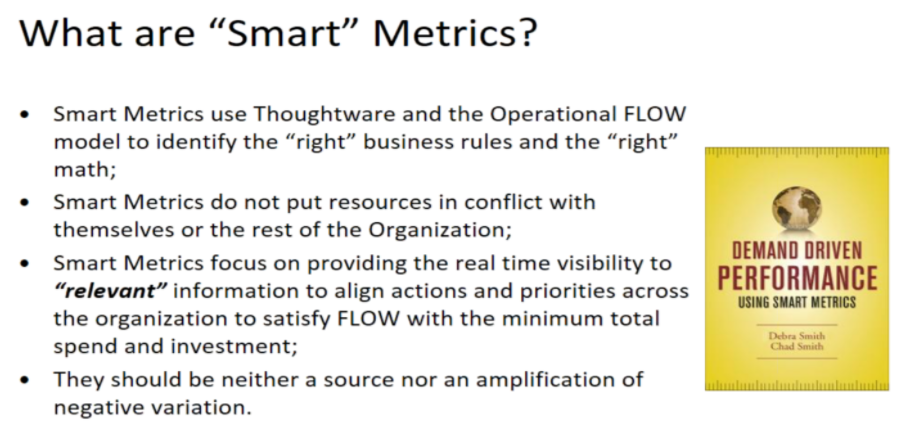 What are “Smart” Metrics?
• Smart Metrics use Thoughtware and the Operational FLOW
model to identify the “right” business rules and the “right”
math;
• Smart Metrics do not put resources in conflict with
themselves or the rest of the Organization;
• Smart Metrics focus on providing the real time visibility to
“relevant” information to align actions and priorities across
the organization to satisfy FLOW with the minimum total
spend and investment;
• They should be neither a source nor an amplification of
negative variation.
DEMAND DRIVEN
PERFORMANCE
USING SMART METRICS
Debra Smith
Chad Smith